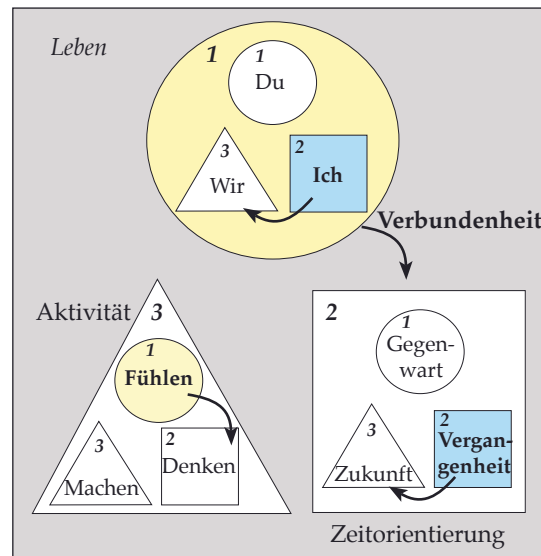 Leben
1
1
Du
3
Wir
2
Ich
Verbundenheit
Aktivität
3
1
Fühlen
3
Machen
2
Denken
2
1
Gegen-
wart
3
Zukunft
2
Vergan-
genheit
Zeitorientierung